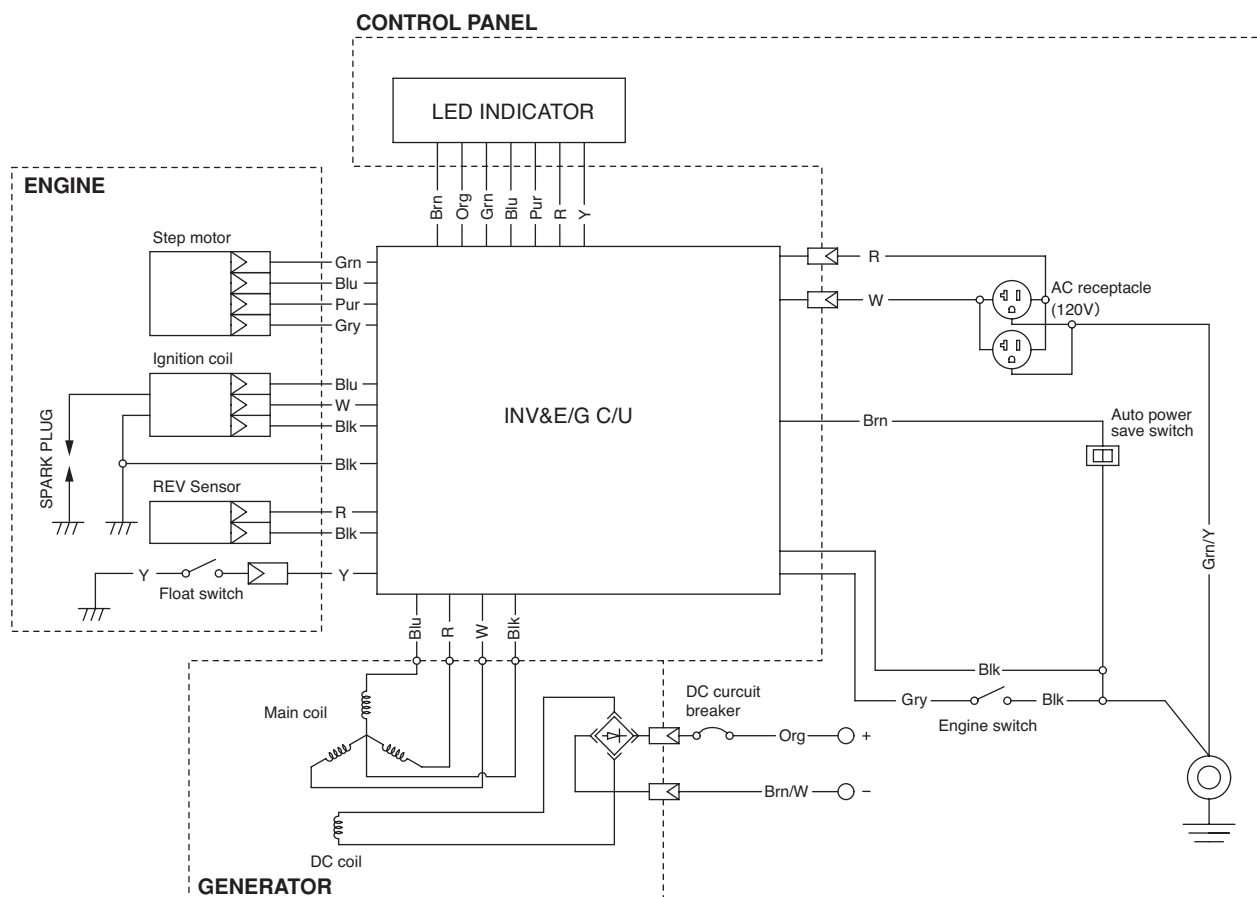 CONTROL PANEL
LED INDICATOR
Brn
Org
Grn
Blu
Pur
R
Y
ENGINE
Step motor
Grn
Blu
Pur
Gry
Ignition coil
Blu
W
Blk
Blk
SPARK PLUG
REV Sensor
R
Blk
Y
Y
Float switch
INV&E/G C/U
R
W
AC receptacle
(120V)
Brn
Auto power
save switch
Grn/Y
Blk
Gry
Blk
Engine switch
Blu
R
W
Blk
Main coil
DC curcuit
breaker
Org
+
Brn/W
−
DC coil
GENERATOR